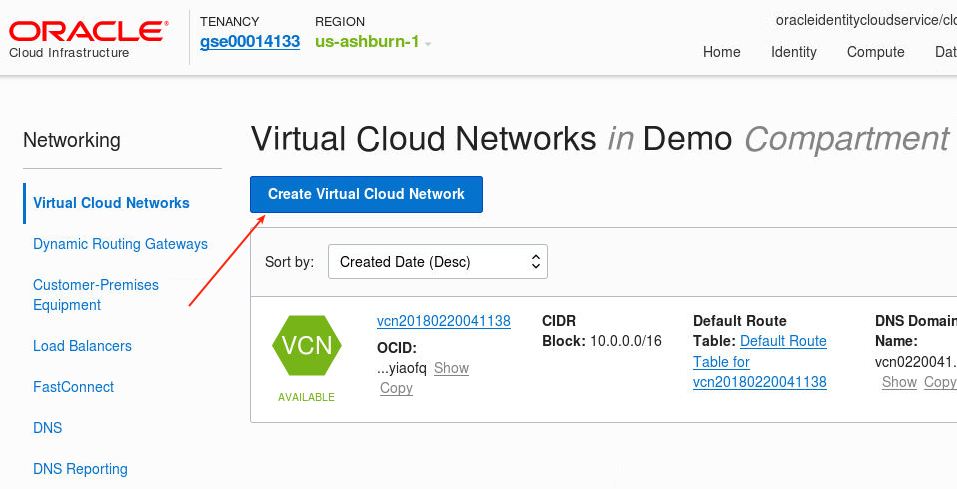 ORACLE®
Cloud Infrastructure
TENANCY
gse00014133
REGION
us-ashburn-1
oracleidentitycloudservice/clo
Home Identity Compute Dat
Networking
Virtual Cloud Networks
Dynamic Routing Gateways
Customer-Premises
Equipment
Load Balancers
FastConnect
DNS
DNS Reporting
Virtual Cloud Networks in Demo Compartment
Create Virtual Cloud Network
Sort by: Created Date (Desc)
VCN
AVAILABLE
vcn20180220041138
OCID:
...yiaofq Show
Copy
CIDR
Block: 10.0.0.0/16
Default Route
Table: Default Route
Table for
vcn20180220041138
DNS Domain
Name:
vcn0220041...
Show Copy